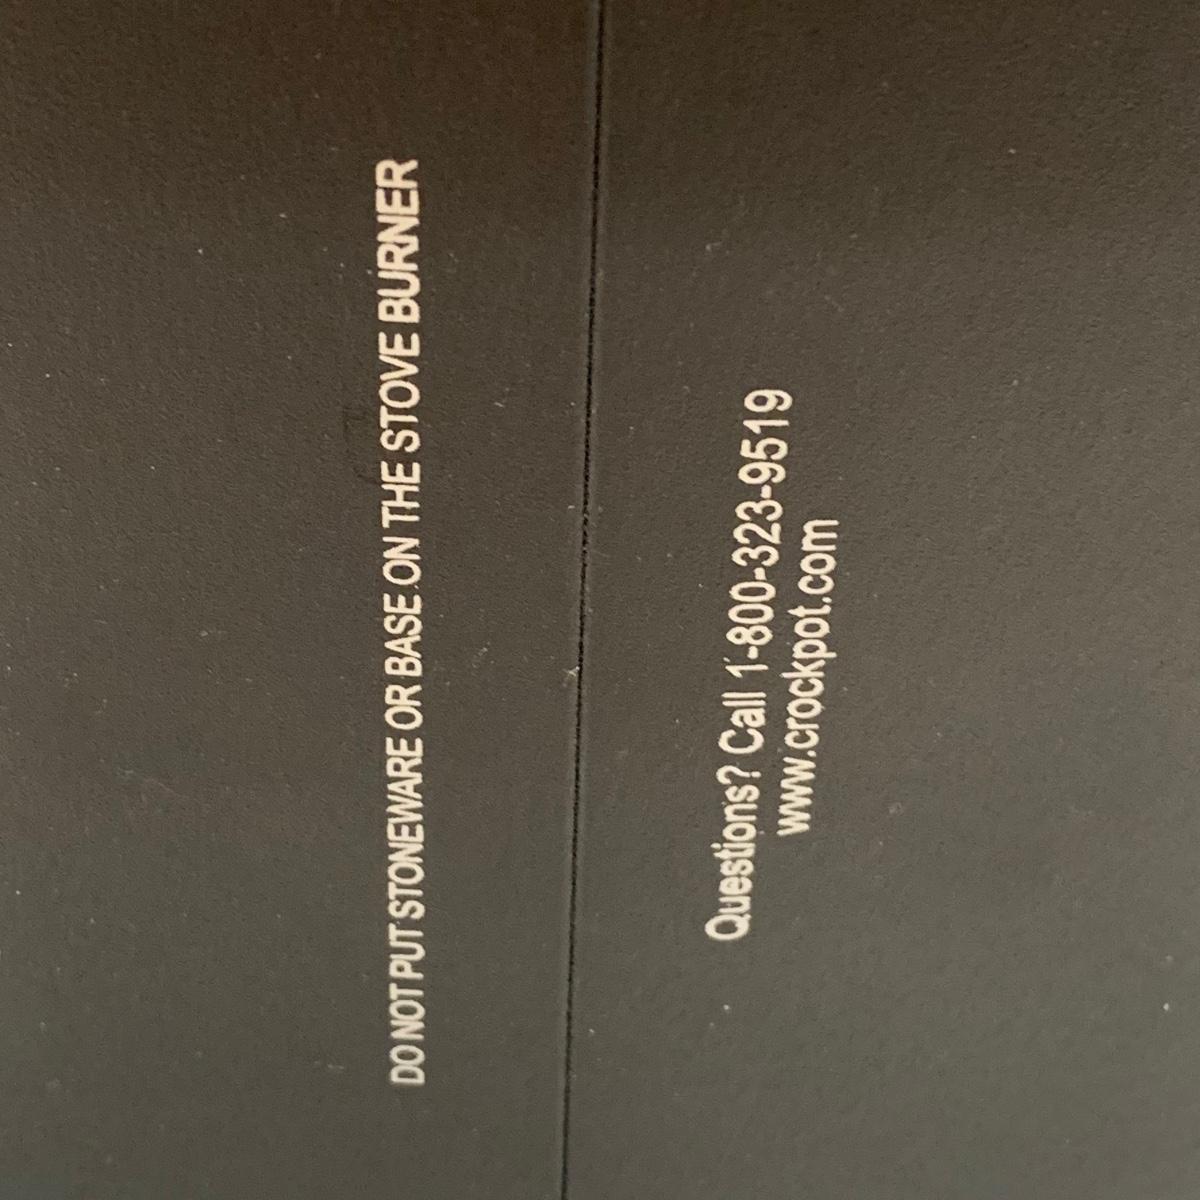 DO NOT PUT STONEWARE OR BASE ON THE STOVE BURNER
Questions? Call 1-800-323-9519
www.crockpot.com